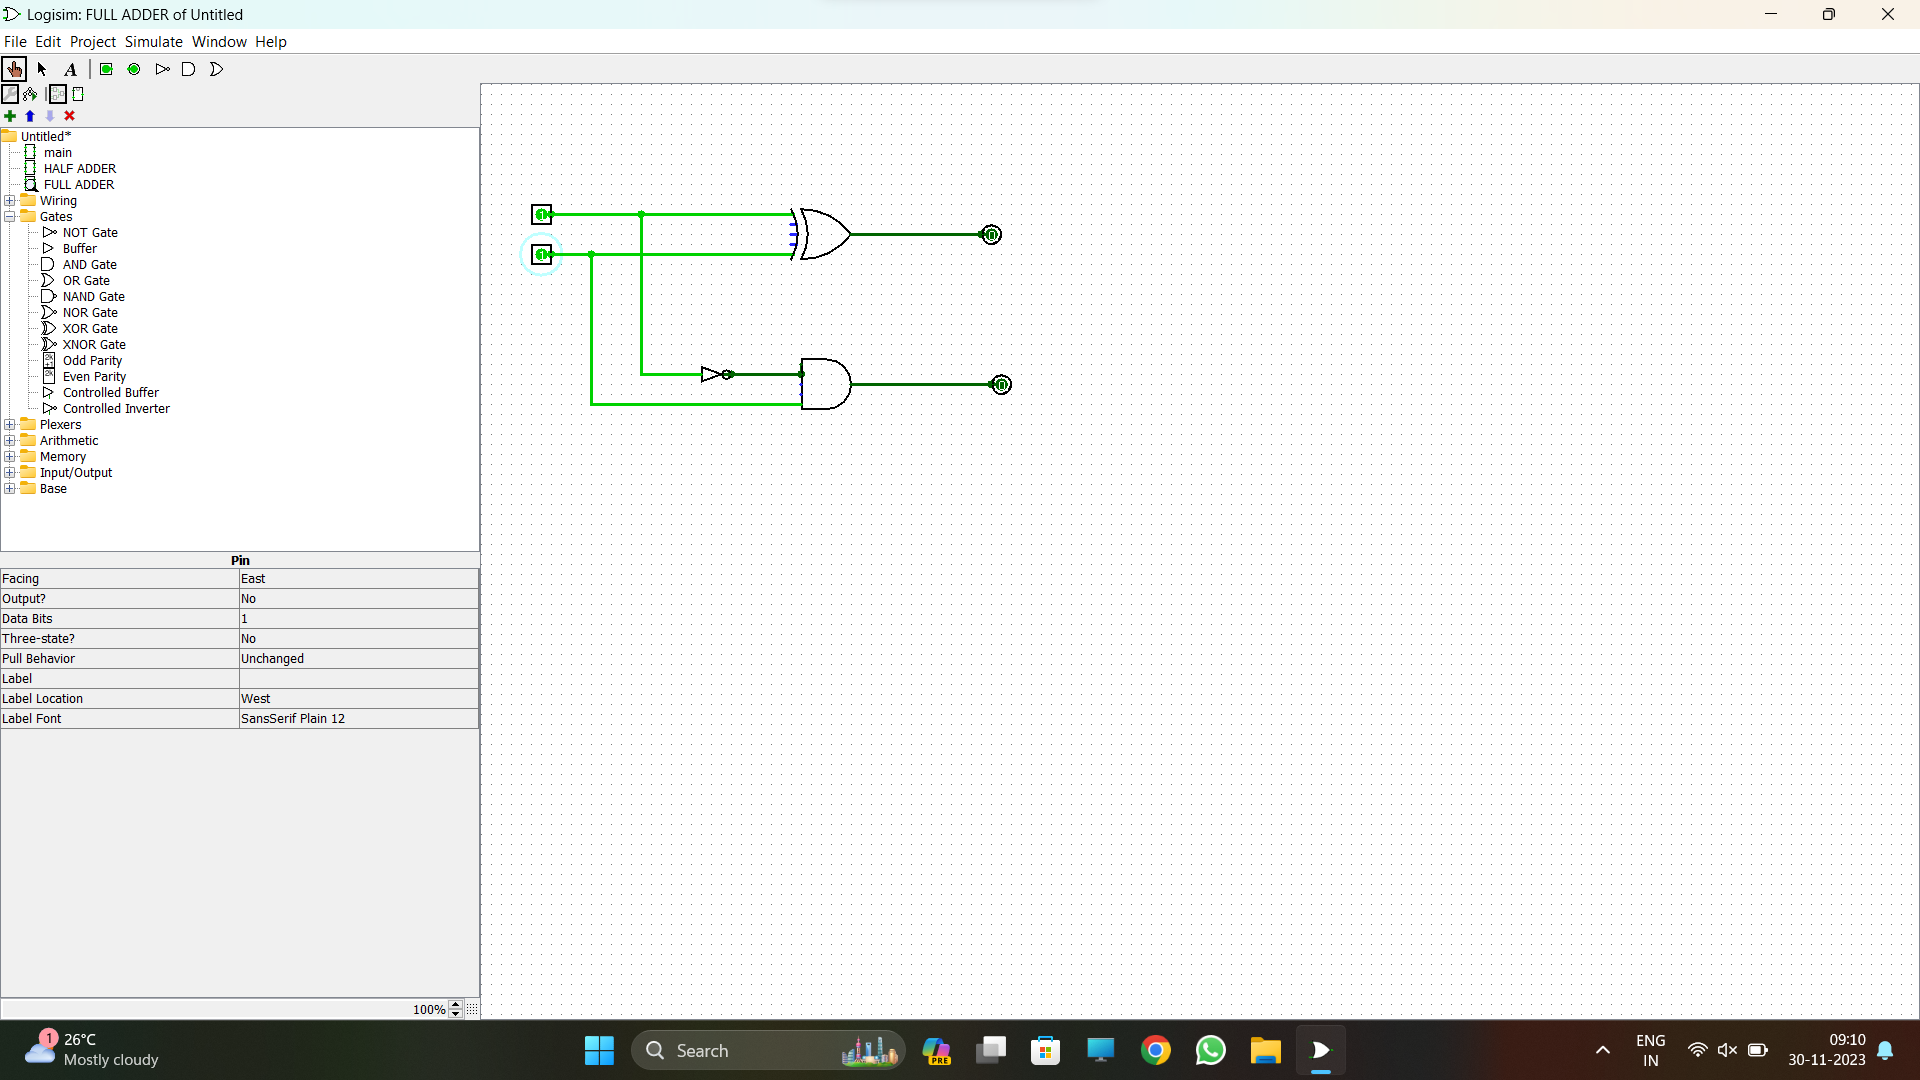 Logisim: FULL ADDER of Untitled
File Edit Project Simulate Window Help
A
Untitled*
main
HALF ADDER
FULL ADDER
Wiring
Gates
NOT Gate
Buffer
AND Gate
OR Gate
NAND Gate
NOR Gate
XOR Gate
XNOR Gate
Odd Parity
Even Parity
Controlled Buffer
Controlled Inverter
Plexers
Arithmetic
Memory
Input/Output
Base
Pin
Facing East
Output? No
Data Bits 1
Three-state? No
Pull Behavior Unchanged
Label
Label Location West
Label Font SansSerif Plain 12
100%
1
1
0
0
1
26°C
Mostly cloudy
Search
PRE
ENG
IN
09:10
30-11-2023